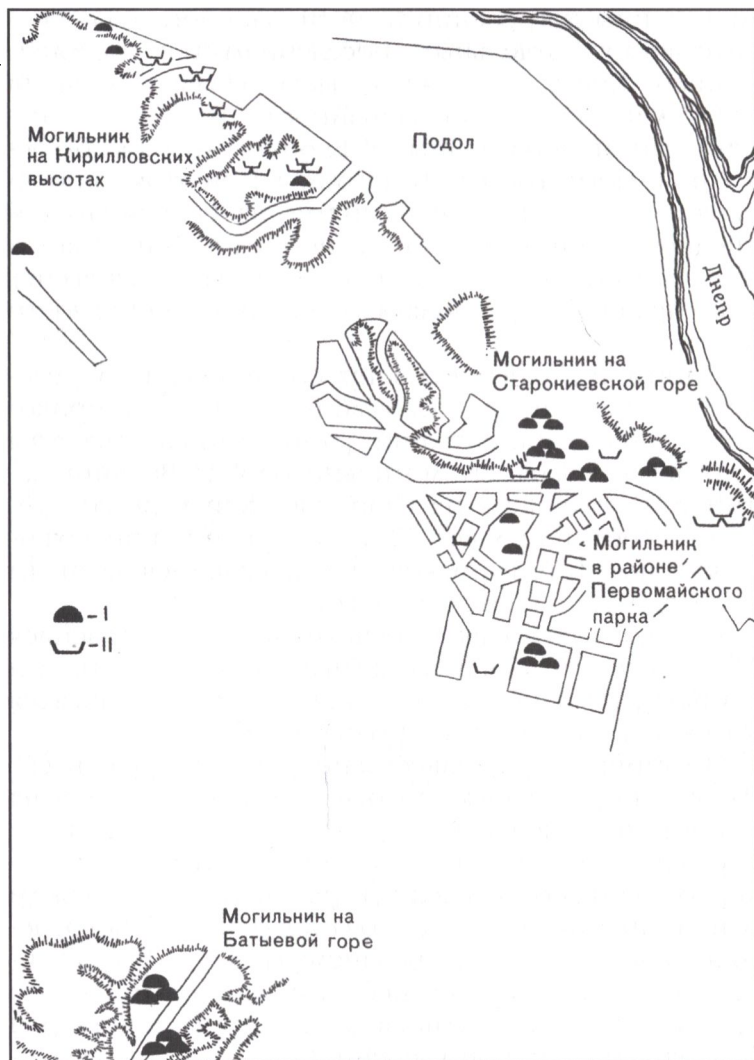 Могильник
на Кирилловских
высотах
Подол
Днепр
Могильник на
Старокиевской горе
Могильник
в районе
Первомайского
парка
-I
-II
Могильник на
Батыевой горе